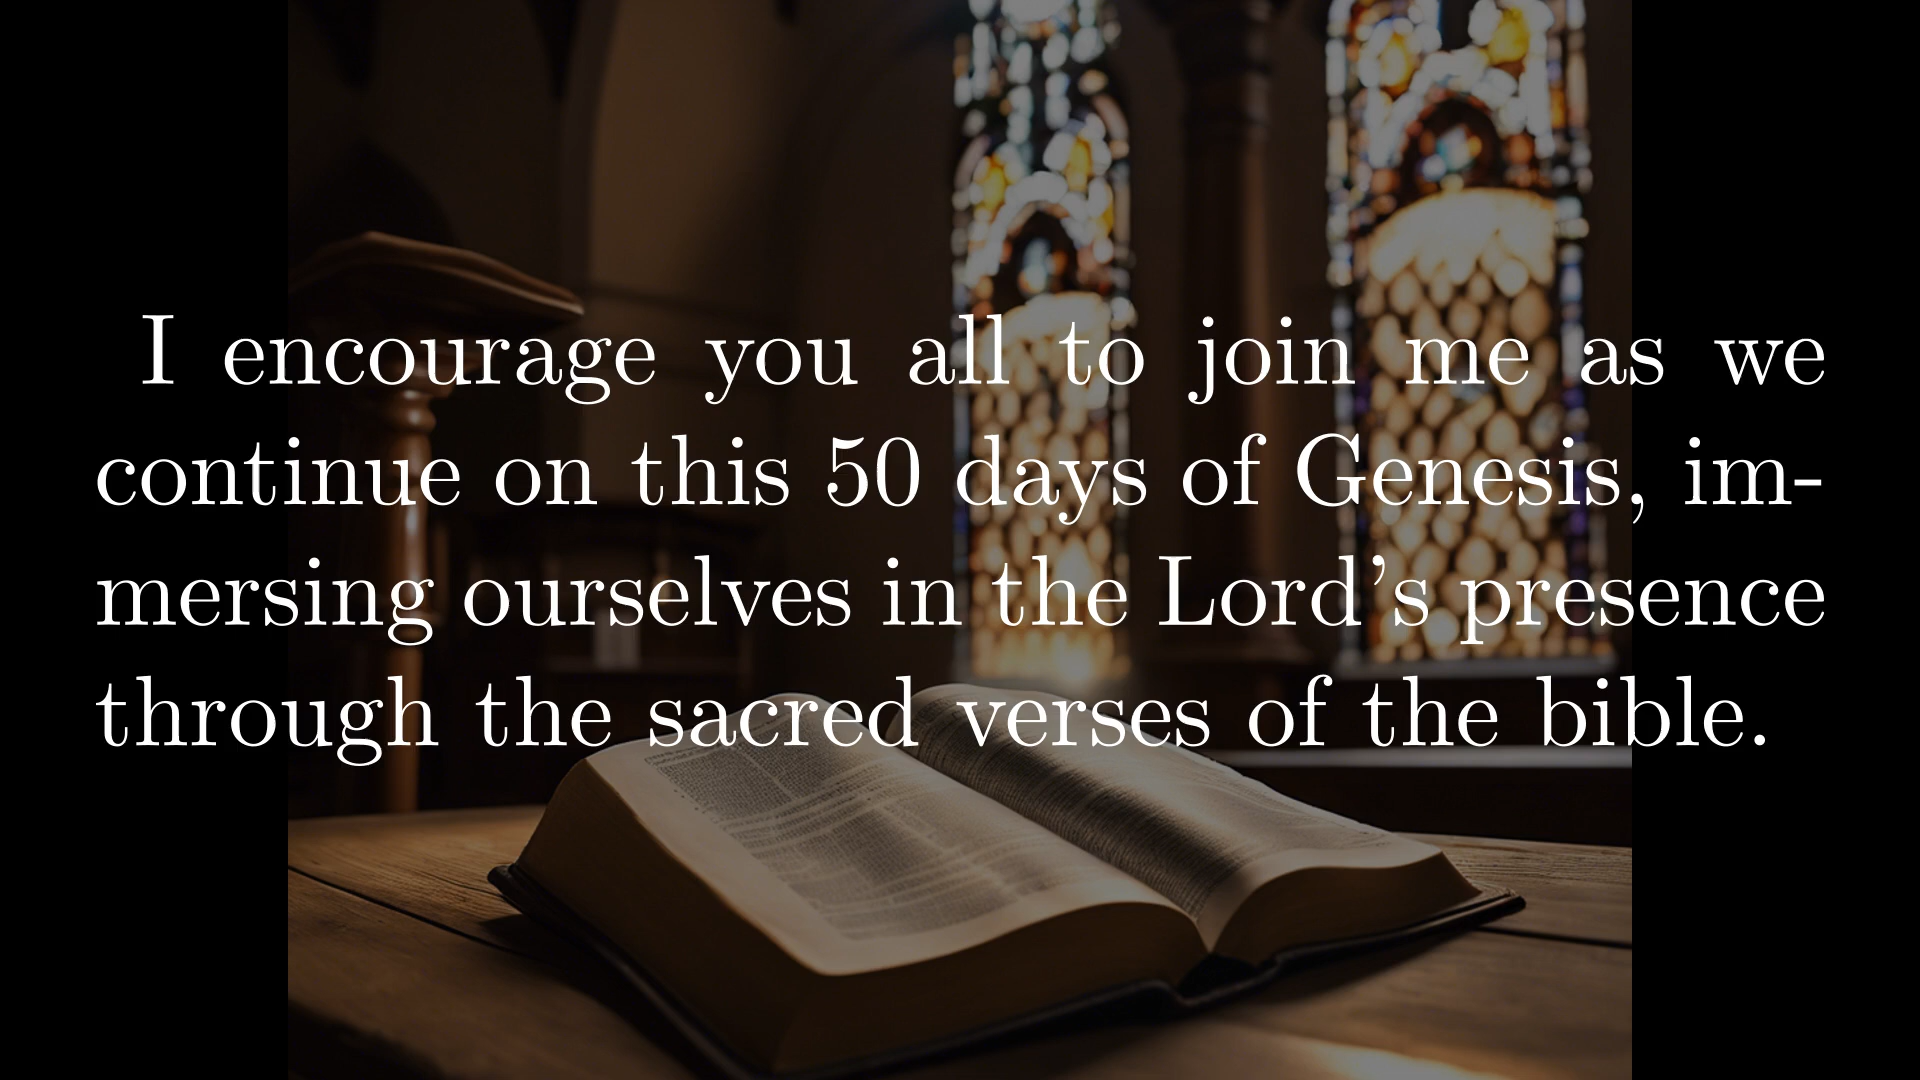 I encourage you all to join me as we
continue on this 50 days of Genesis, im-
mersing ourselves in the Lord's presence
through the sacred verses of the bible.